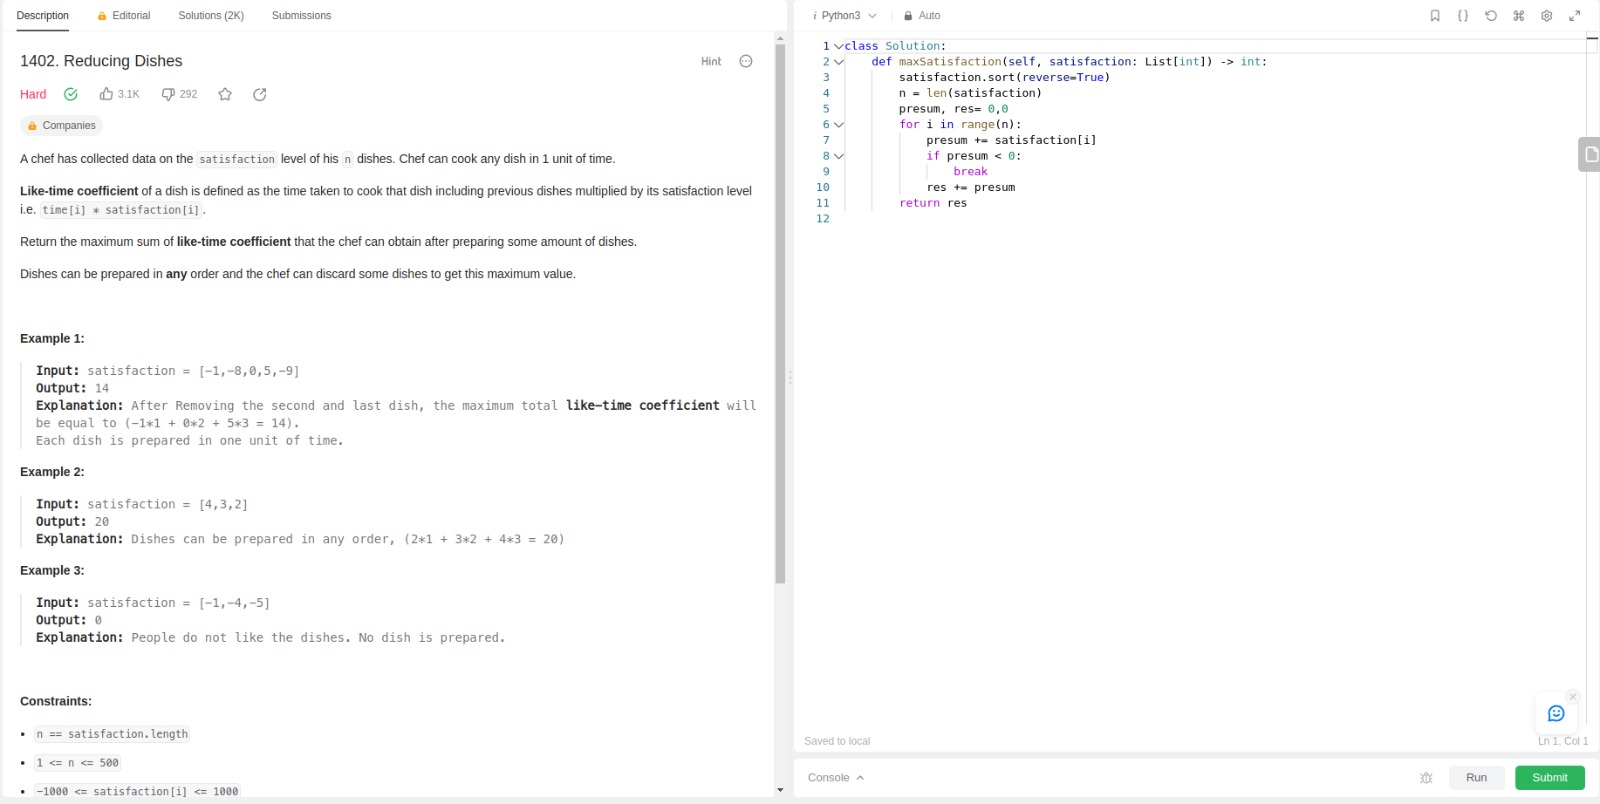 Description Editorial Solutions (2K) Submissions
1402. Reducing Dishes Hint
Hard 3.1K 292
Companies
A chef has collected data on the satisfaction level of his n dishes. Chef can cook any dish in 1 unit of time.
Like-time coefficient of a dish is defined as the time taken to cook that dish including previous dishes multiplied by its satisfaction level
i.e. time[i] * satisfaction[i].
Return the maximum sum of like-time coefficient that the chef can obtain after preparing some amount of dishes.
Dishes can be prepared in any order and the chef can discard some dishes to get this maximum value.
Example 1:
Input: satisfaction = [-1,-8,0,5,-9]
Output: 14
Explanation: After Removing the second and last dish, the maximum total like-time coefficient will
be equal to (-1*1 + 0*2 + 5*3 = 14).
Each dish is prepared in one unit of time.
Example 2:
Input: satisfaction = [4,3,2]
Output: 20
Explanation: Dishes can be prepared in any order, (2*1 + 3*2 + 4*3 = 20)
Example 3:
Input: satisfaction = [-1,-4,-5]
Output: 0
Explanation: People do not like the dishes. No dish is prepared.
Constraints:
• n == satisfaction.length
• 1 <= n <= 500
• -1000 <= satisfaction[i] <= 1000
i Python3 Auto
1 class Solution:
2 def maxSatisfaction(self, satisfaction: List[int]) -> int:
3 satisfaction.sort(reverse=True)
4 n = len(satisfaction)
5 presum, res= 0,0
6 for i in range(n):
7 presum += satisfaction[i]
8 if presum < 0:
9 break
10 res += presum
11 return res
12
Saved to local Ln 1, Col 1
Console Run Submit